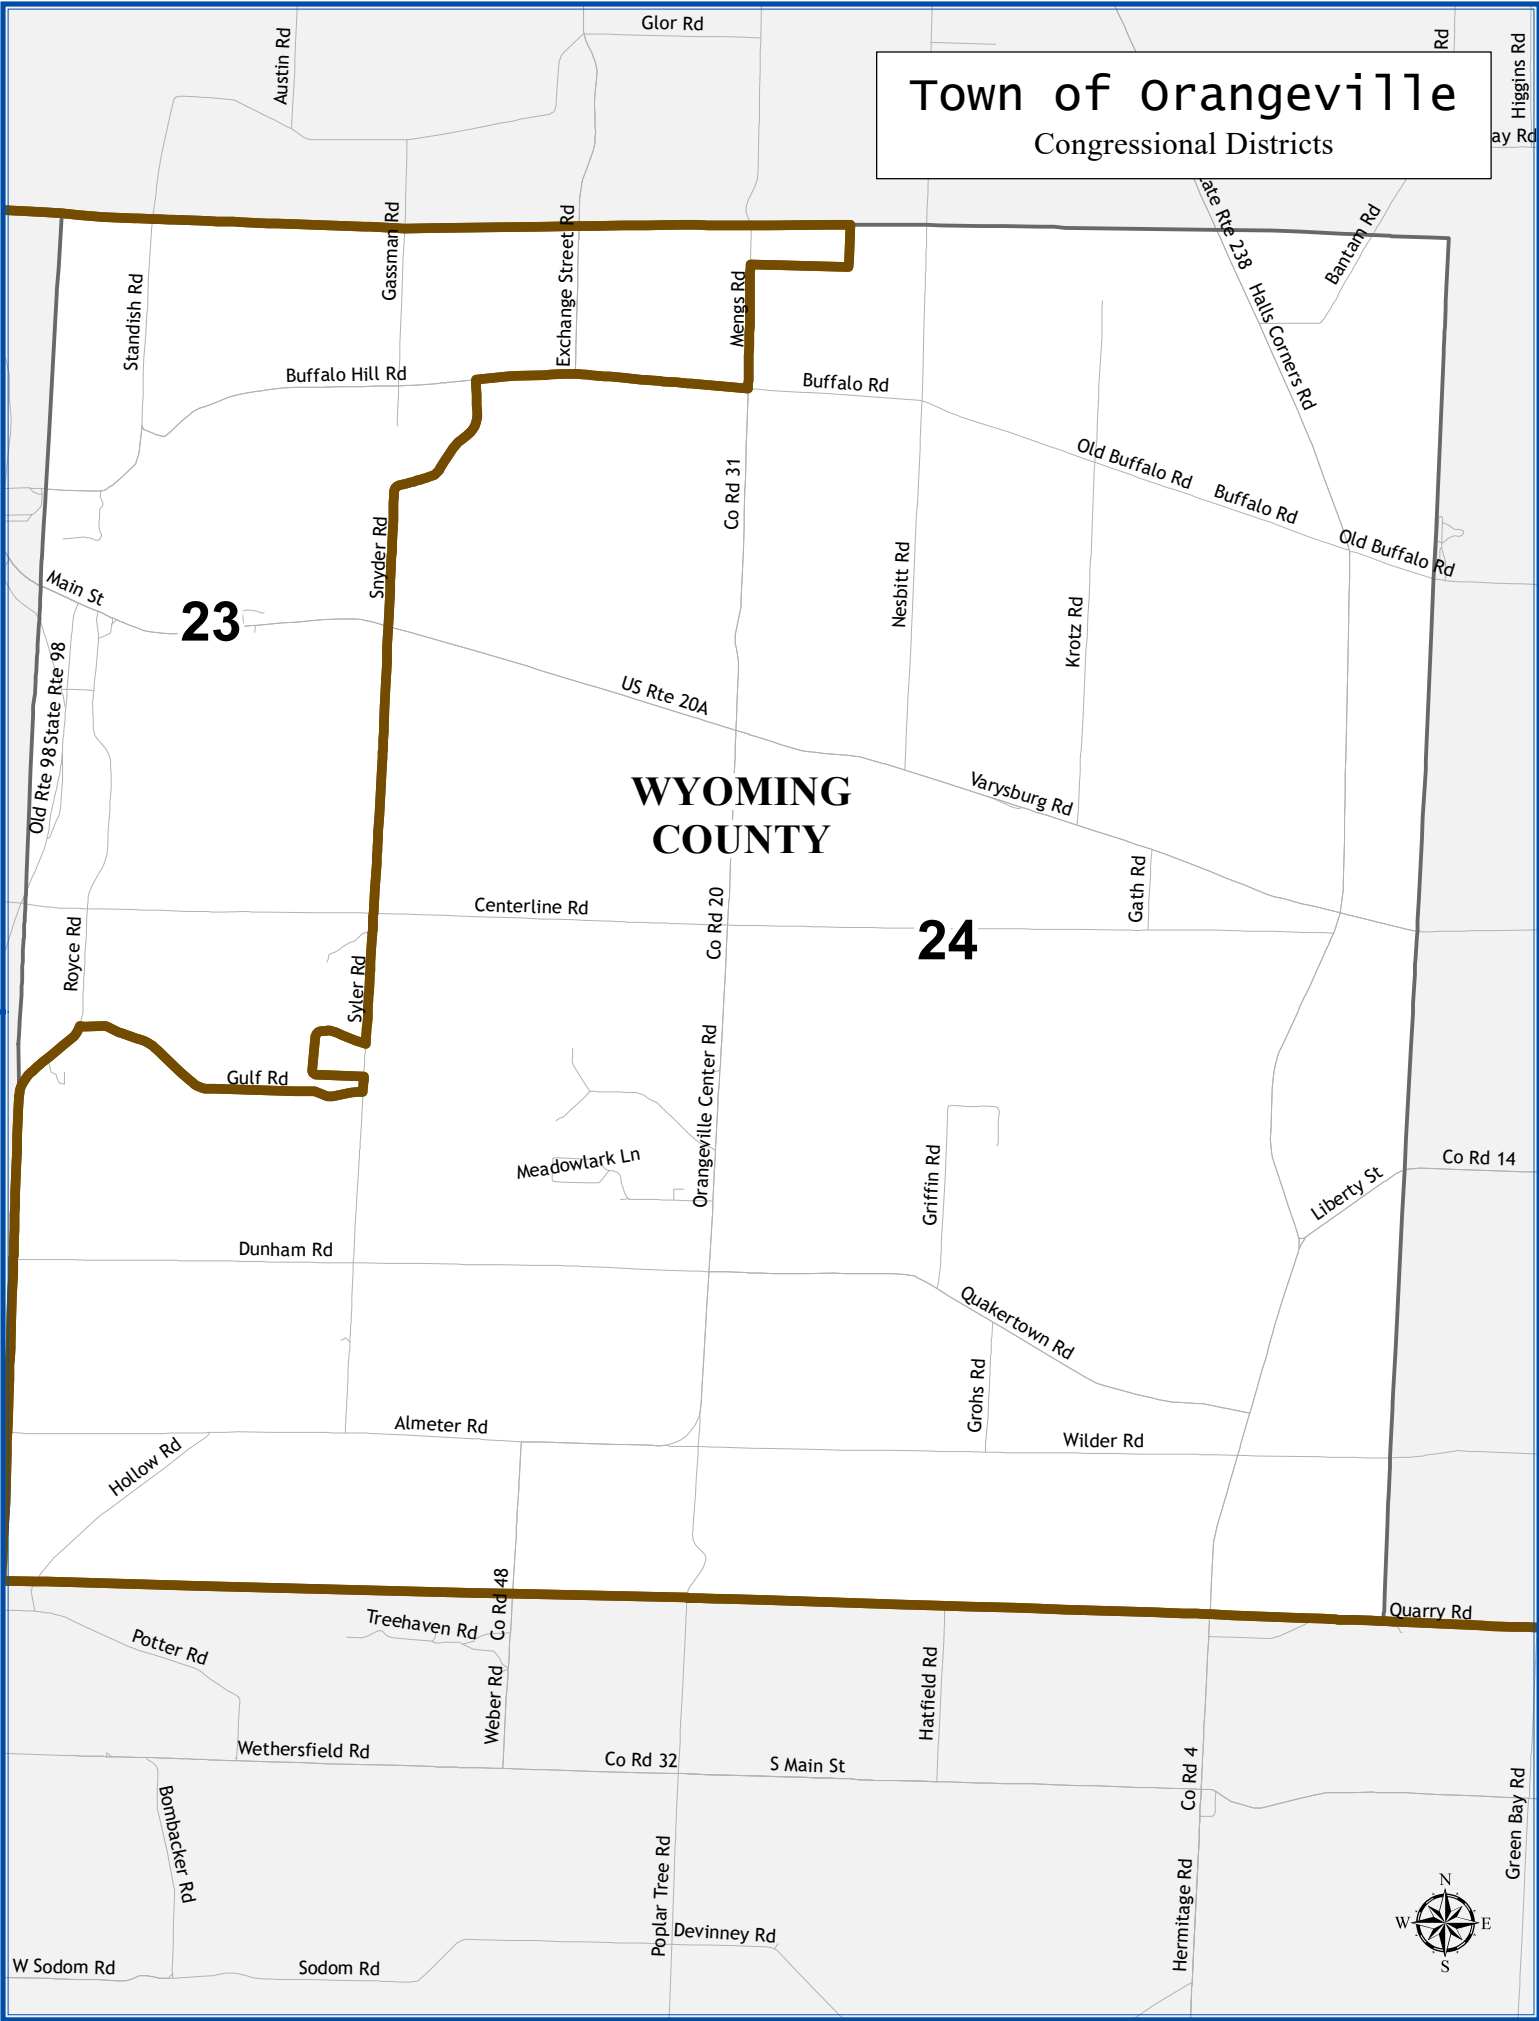 Glor Rd
Austin Rd
Rd
Higgins Rd
Town of Orangeville
Congressional Districts
ay Rd
ate Rte 238
Bantam Rd
Gassman Rd
Exchange Street Rd
Standish Rd
Mengs Rd
Halls Corners Rd
Buffalo Hill Rd
Buffalo Rd
Old Buffalo Rd
Buffalo Rd
Old Buffalo Rd
Co Rd 31
Snyder Rd
Nesbitt Rd
Main St
23
Krotz Rd
State Rte 98
US Rte 20A
Old Rte 98
WYOMING
COUNTY
Varysburg Rd
Gath Rd
Centerline Rd
Co Rd 20
24
Royce Rd
Syler Rd
Gulf Rd
Orangeville Center Rd
Meadowlark Ln
Griffin Rd
Co Rd 14
Liberty St
Dunham Rd
Quakertown Rd
Grohs Rd
Almeter Rd
Wilder Rd
Hollow Rd
Co Rd 48
Quarry Rd
Treehaven Rd
Potter Rd
Weber Rd
Hatfield Rd
Wethersfield Rd
Co Rd 32
S Main St
Co Rd 4
Green Bay Rd
Bombacker Rd
Poplar Tree Rd
Hermitage Rd
Devinney Rd
N
W
E
S
W Sodom Rd
Sodom Rd